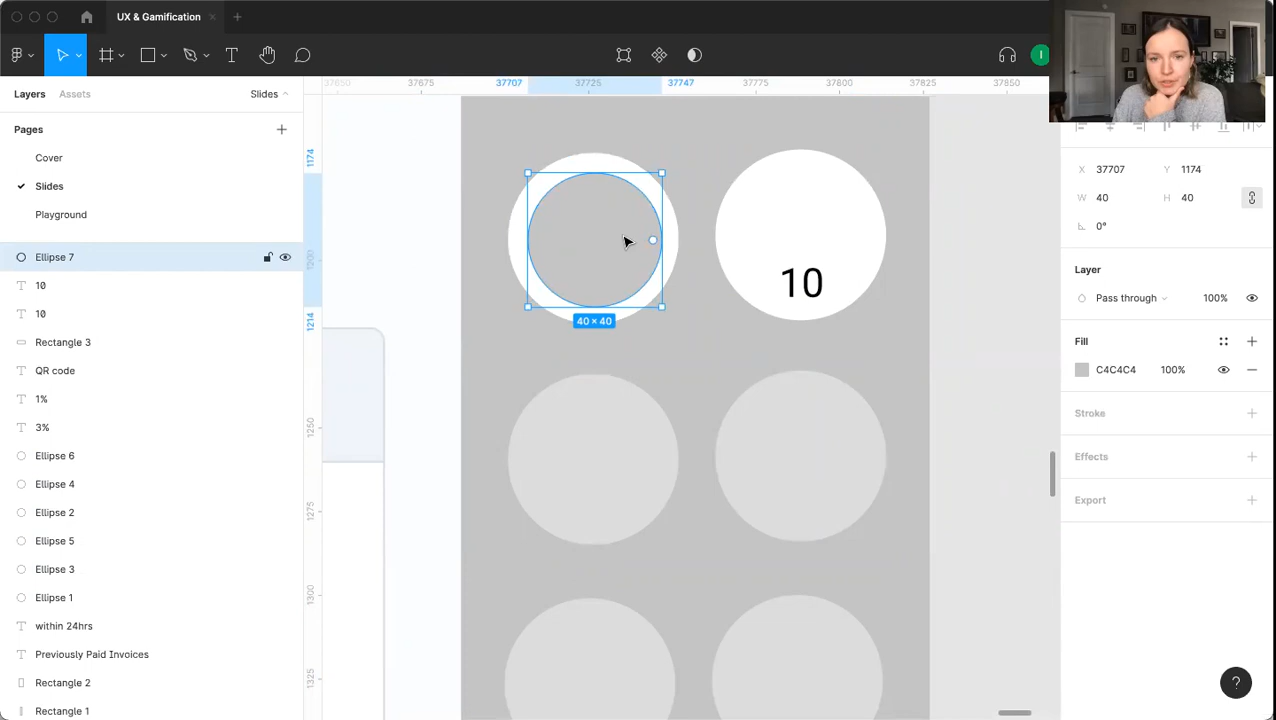 UX & Gamification
Layers Assets Slides
37650 37675 37707 37725 37747 37775 37800 37825 37850
Pages
Cover
Slides
Playground
Ellipse 7
10
10
Rectangle 3
QR code
1%
3%
Ellipse 6
Ellipse 4
Ellipse 2
Ellipse 5
Ellipse 3
Ellipse 1
within 24hrs
Previously Paid Invoices
Rectangle 2
Rectangle 1
1174
1200
1214
1250
1275
1300
1325
40 × 40
10
I
X 37707 Y 1174
W 40 H 40
0°
Layer
Pass through 100%
Fill
C4C4C4 100%
Stroke
Effects
Export
?